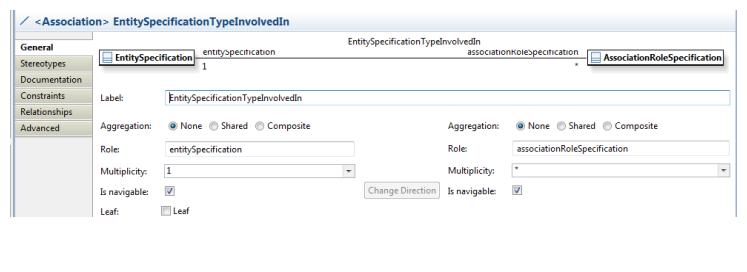 <Association> EntitySpecificationTypeInvolvedIn
General
Stereotypes
Documentation
Constraints
Relationships
Advanced
EntitySpecificationTypeInvolvedIn
EntitySpecification
entitySpecification
associationRoleSpecification
AssociationRoleSpecification
1
*
Label: EntitySpecificationTypeInvolvedIn
Aggregation: None Shared Composite Aggregation: None Shared Composite
Role: entitySpecification Role: associationRoleSpecification
Multiplicity: 1 Multiplicity: *
Is navigable: Change Direction Is navigable:
Leaf: Leaf